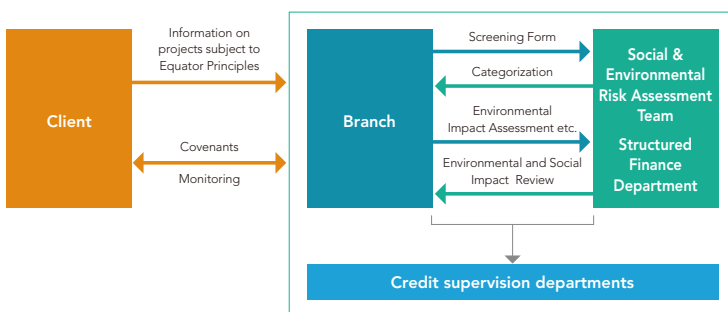 Client
Information on
projects subject to
Equator Principles
Covenants
Monitoring
Branch
Screening Form
Categorization
Environmental
Impact Assessment etc.
Environmental and Social
Impact Review
Social &
Environmental
Risk Assessment
Team
Structured
Finance
Department
Credit supervision departments